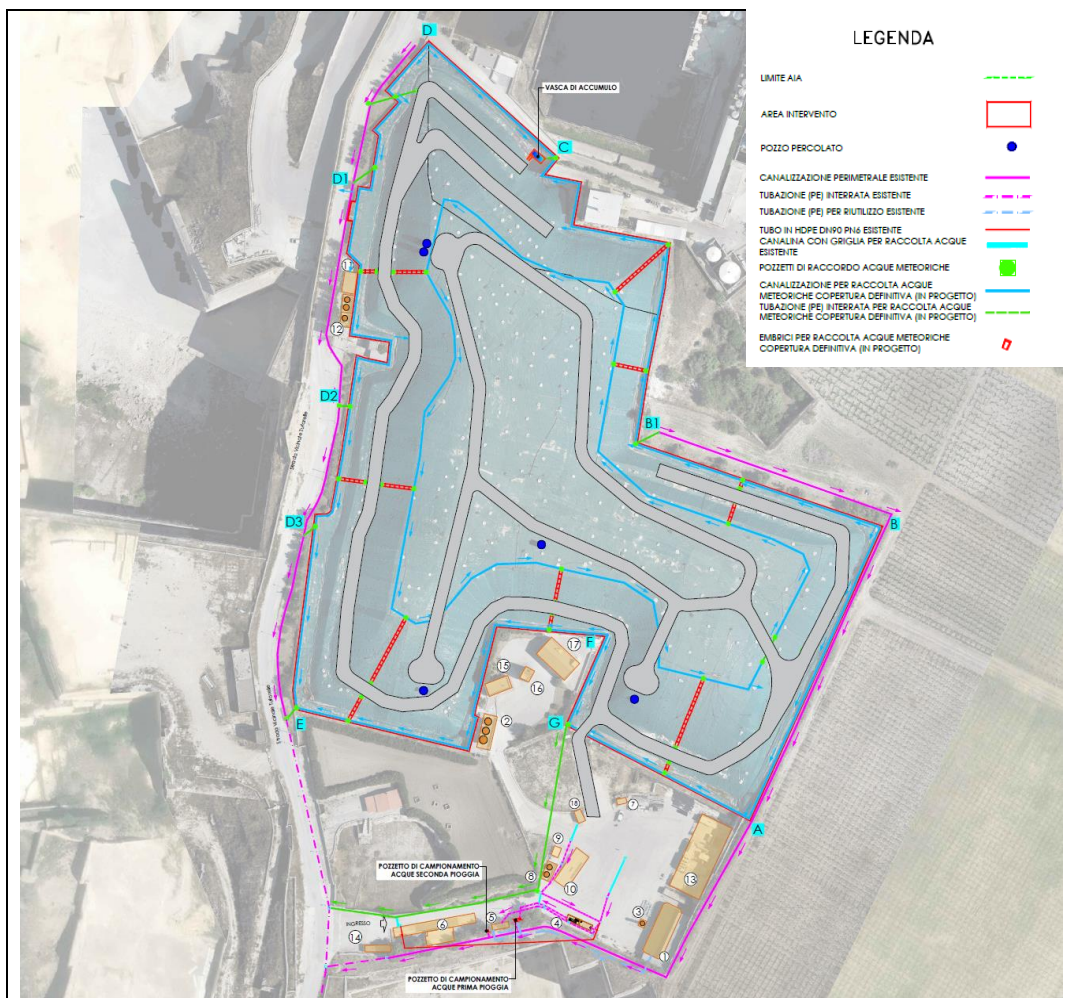 LEGENDA
LIMITE AIA
AREA INTERVENTO
POZZO PERCOLATO
CANALIZZAZIONE PERIMETRALE ESISTENTE
TUBAZIONE (PE) INTERRATA ESISTENTE
TUBAZIONE (PE) PER RIUTILIZZO ESISTENTE
TUBO IN HDPE DN90 PN6 ESISTENTE
CANALINA CON GRIGLIA PER RACCOLTA ACQUE
ESISTENTE
POZZETTI DI RACCORDO ACQUE METEORICHE
CANALIZZAZIONE PER RACCOLTA ACQUE
METEORICHE COPERTURA DEFINITIVA (IN PROGETTO)
TUBAZIONE (PE) INTERRATA PER RACCOLTA ACQUE
METEORICHE COPERTURA DEFINITIVA (IN PROGETTO)
EMBRICI PER RACCOLTA ACQUE METEORICHE
COPERTURA DEFINITIVA (IN PROGETTO)
D
VASCA DI ACCUMULO
C
D1
11
12
D2
B1
B
D3
F
17
15
16
2
E
G
18
7
A
9
POZZETTO DI CAMPIONAMENTO
ACQUE SECONDA PIOGGIA
8
10
13
INGRESSO
6
5
4
3
14
1
POZZETTO DI CAMPIONAMENTO
ACQUE PRIMA PIOGGIA